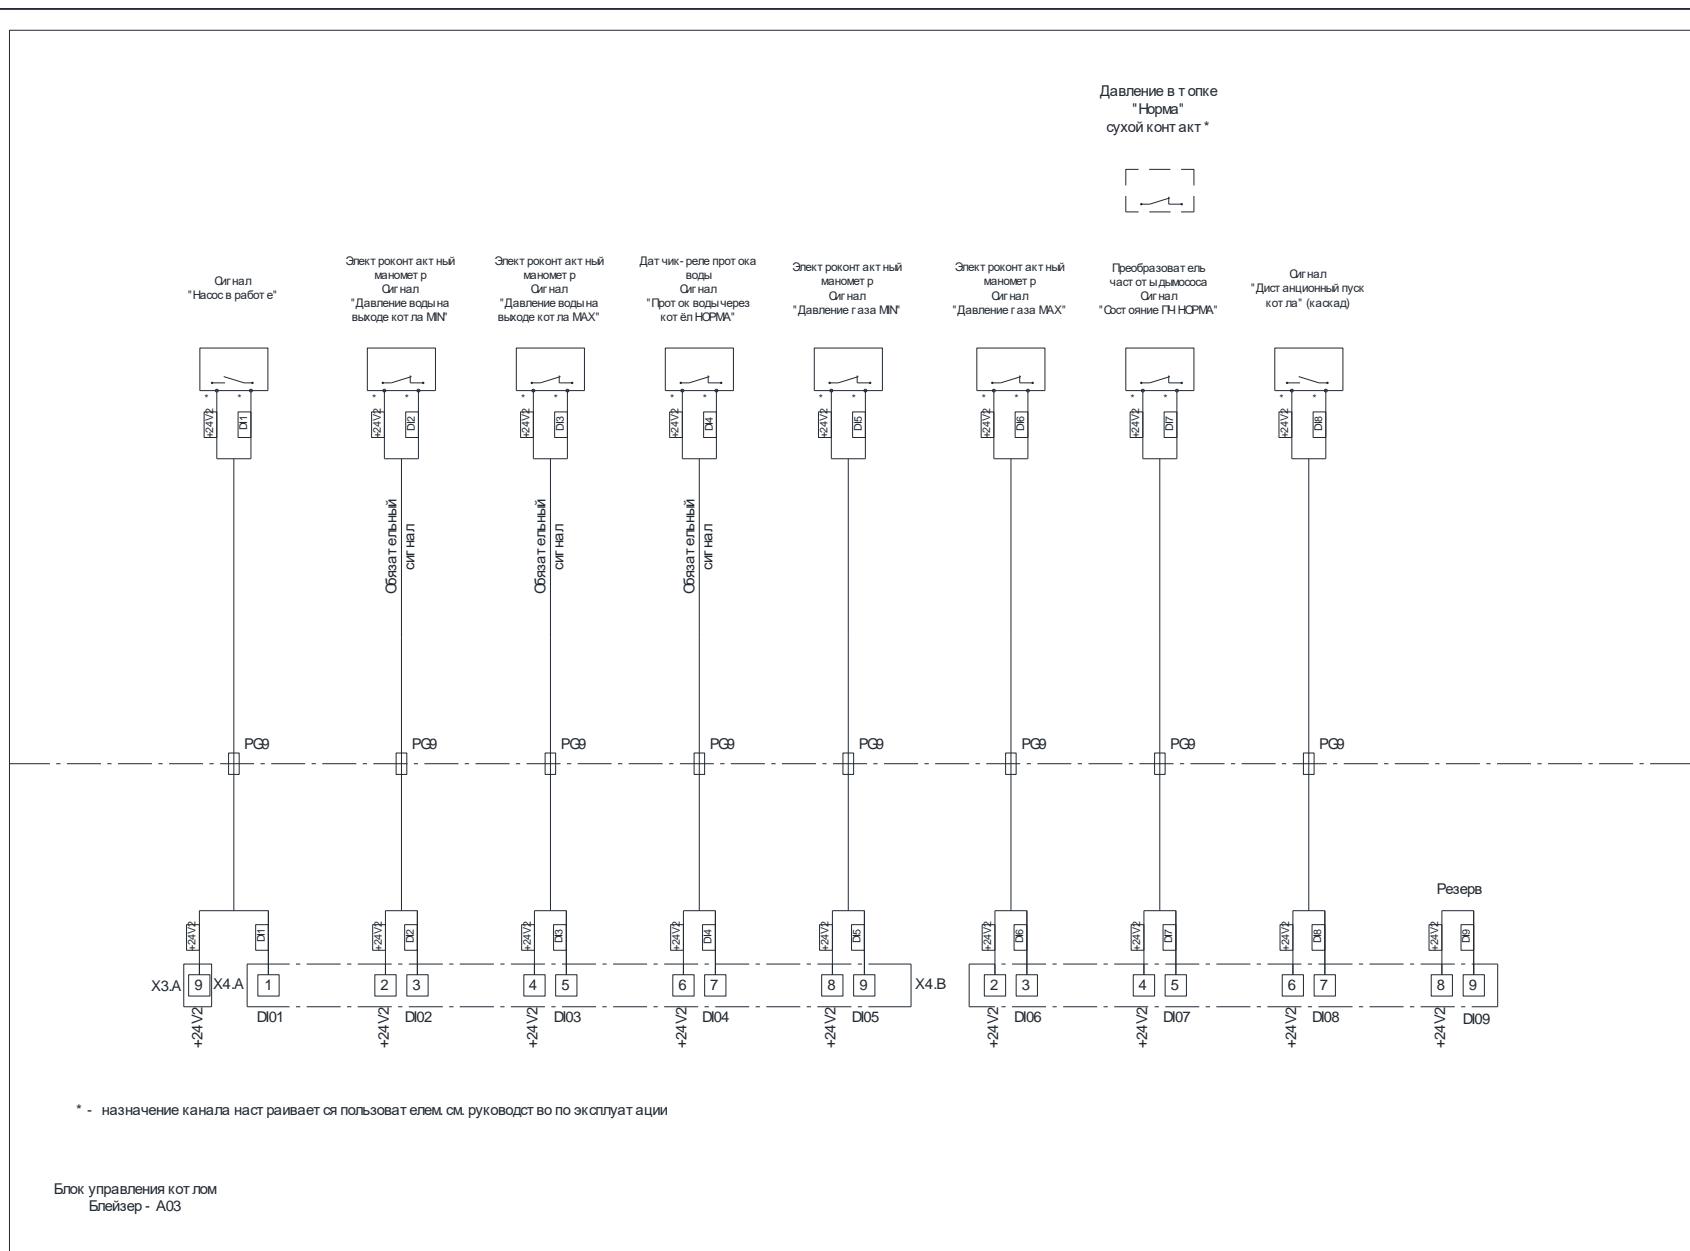 Давление в топке
"Норма"
сухой контакт *
Сигнал
"Насос в работе"
Электроконтактный
манометр
Сигнал
"Давление воды на
выходе котла MIN"
Электроконтактный
манометр
Сигнал
"Давление воды на
выходе котла MAX"
Датчик- реле протока
воды
Сигнал
"Проток воды через
котёл НОРМА"
Электроконтактный
манометр
Сигнал
"Давление газа MIN"
Электроконтактный
манометр
Сигнал
"Давление газа MAX"
Преобразователь
частоты дымососа
Сигнал
"Состояние ПЧ НОРМА"
Сигнал
"Дистанционный пуск
котла" (каскад)
* *
* *
* *
* *
* *
* *
* *
* *
+24V2 DI1
+24V2 DI2
+24V2 DI3
+24V2 DI4
+24V2 DI5
+24V2 DI6
+24V2 DI7
+24V2 DI8
Обязательный
сигнал
Обязательный
сигнал
Обязательный
сигнал
PG9
PG9
PG9
PG9
PG9
PG9
PG9
PG9
Резерв
+24V2 DI1
+24V2 DI2
+24V2 DI3
+24V2 DI4
+24V2 DI5
+24V2 DI6
+24V2 DI7
+24V2 DI8
+24V2 DI9
X3.A 9 X4.A 1 2 3 4 5 6 7 8 9 X4.B 2 3 4 5 6 7 8 9
+24V2 DI01
+24V2 DI02
+24V2 DI03
+24V2 DI04
+24V2 DI05
+24V2 DI06
+24V2 DI07
+24V2 DI08
+24V2 DI09
* - назначение канала настраивается пользователем. см. руководство по эксплуатации
Блок управления котлом
Блейзер - А03